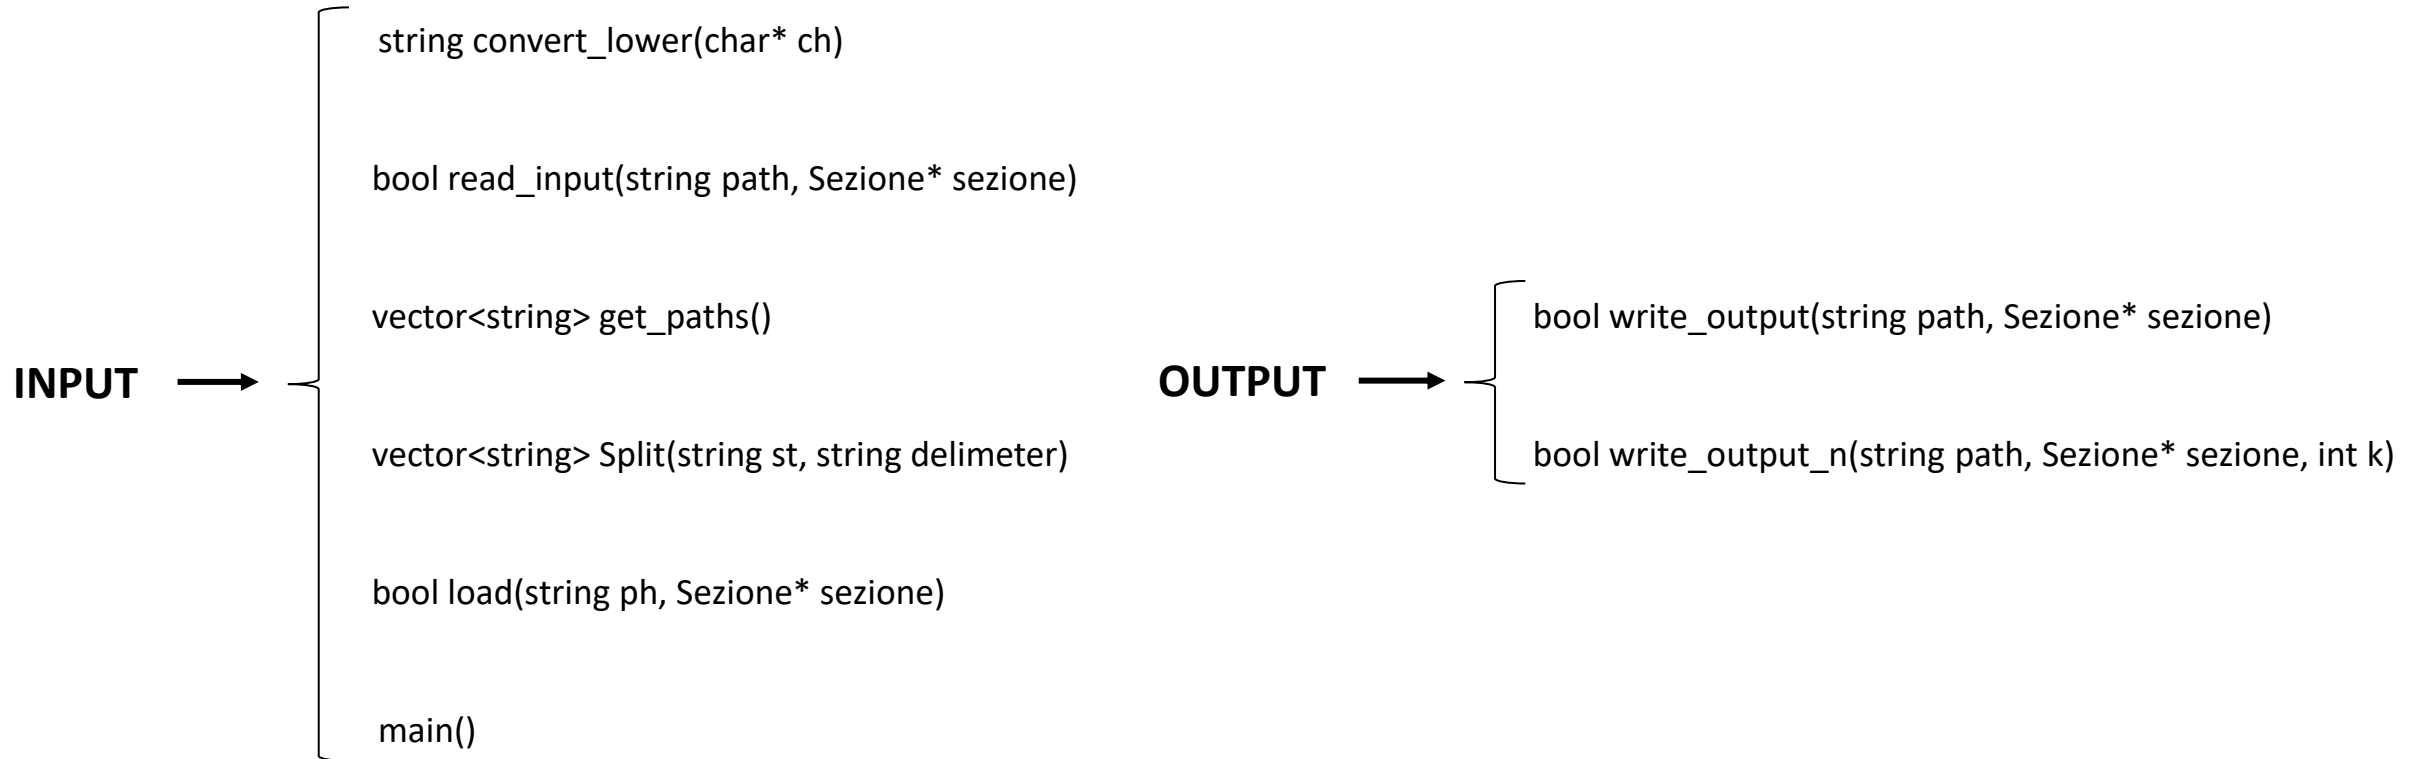 INPUT
string convert_lower(char* ch)
bool read_input(string path, Sezione* sezione)
vector<string> get_paths()
vector<string> Split(string st, string delimeter)
bool load(string ph, Sezione* sezione)
main()
OUTPUT
bool write_output(string path, Sezione* sezione)
bool write_output_n(string path, Sezione* sezione, int k)